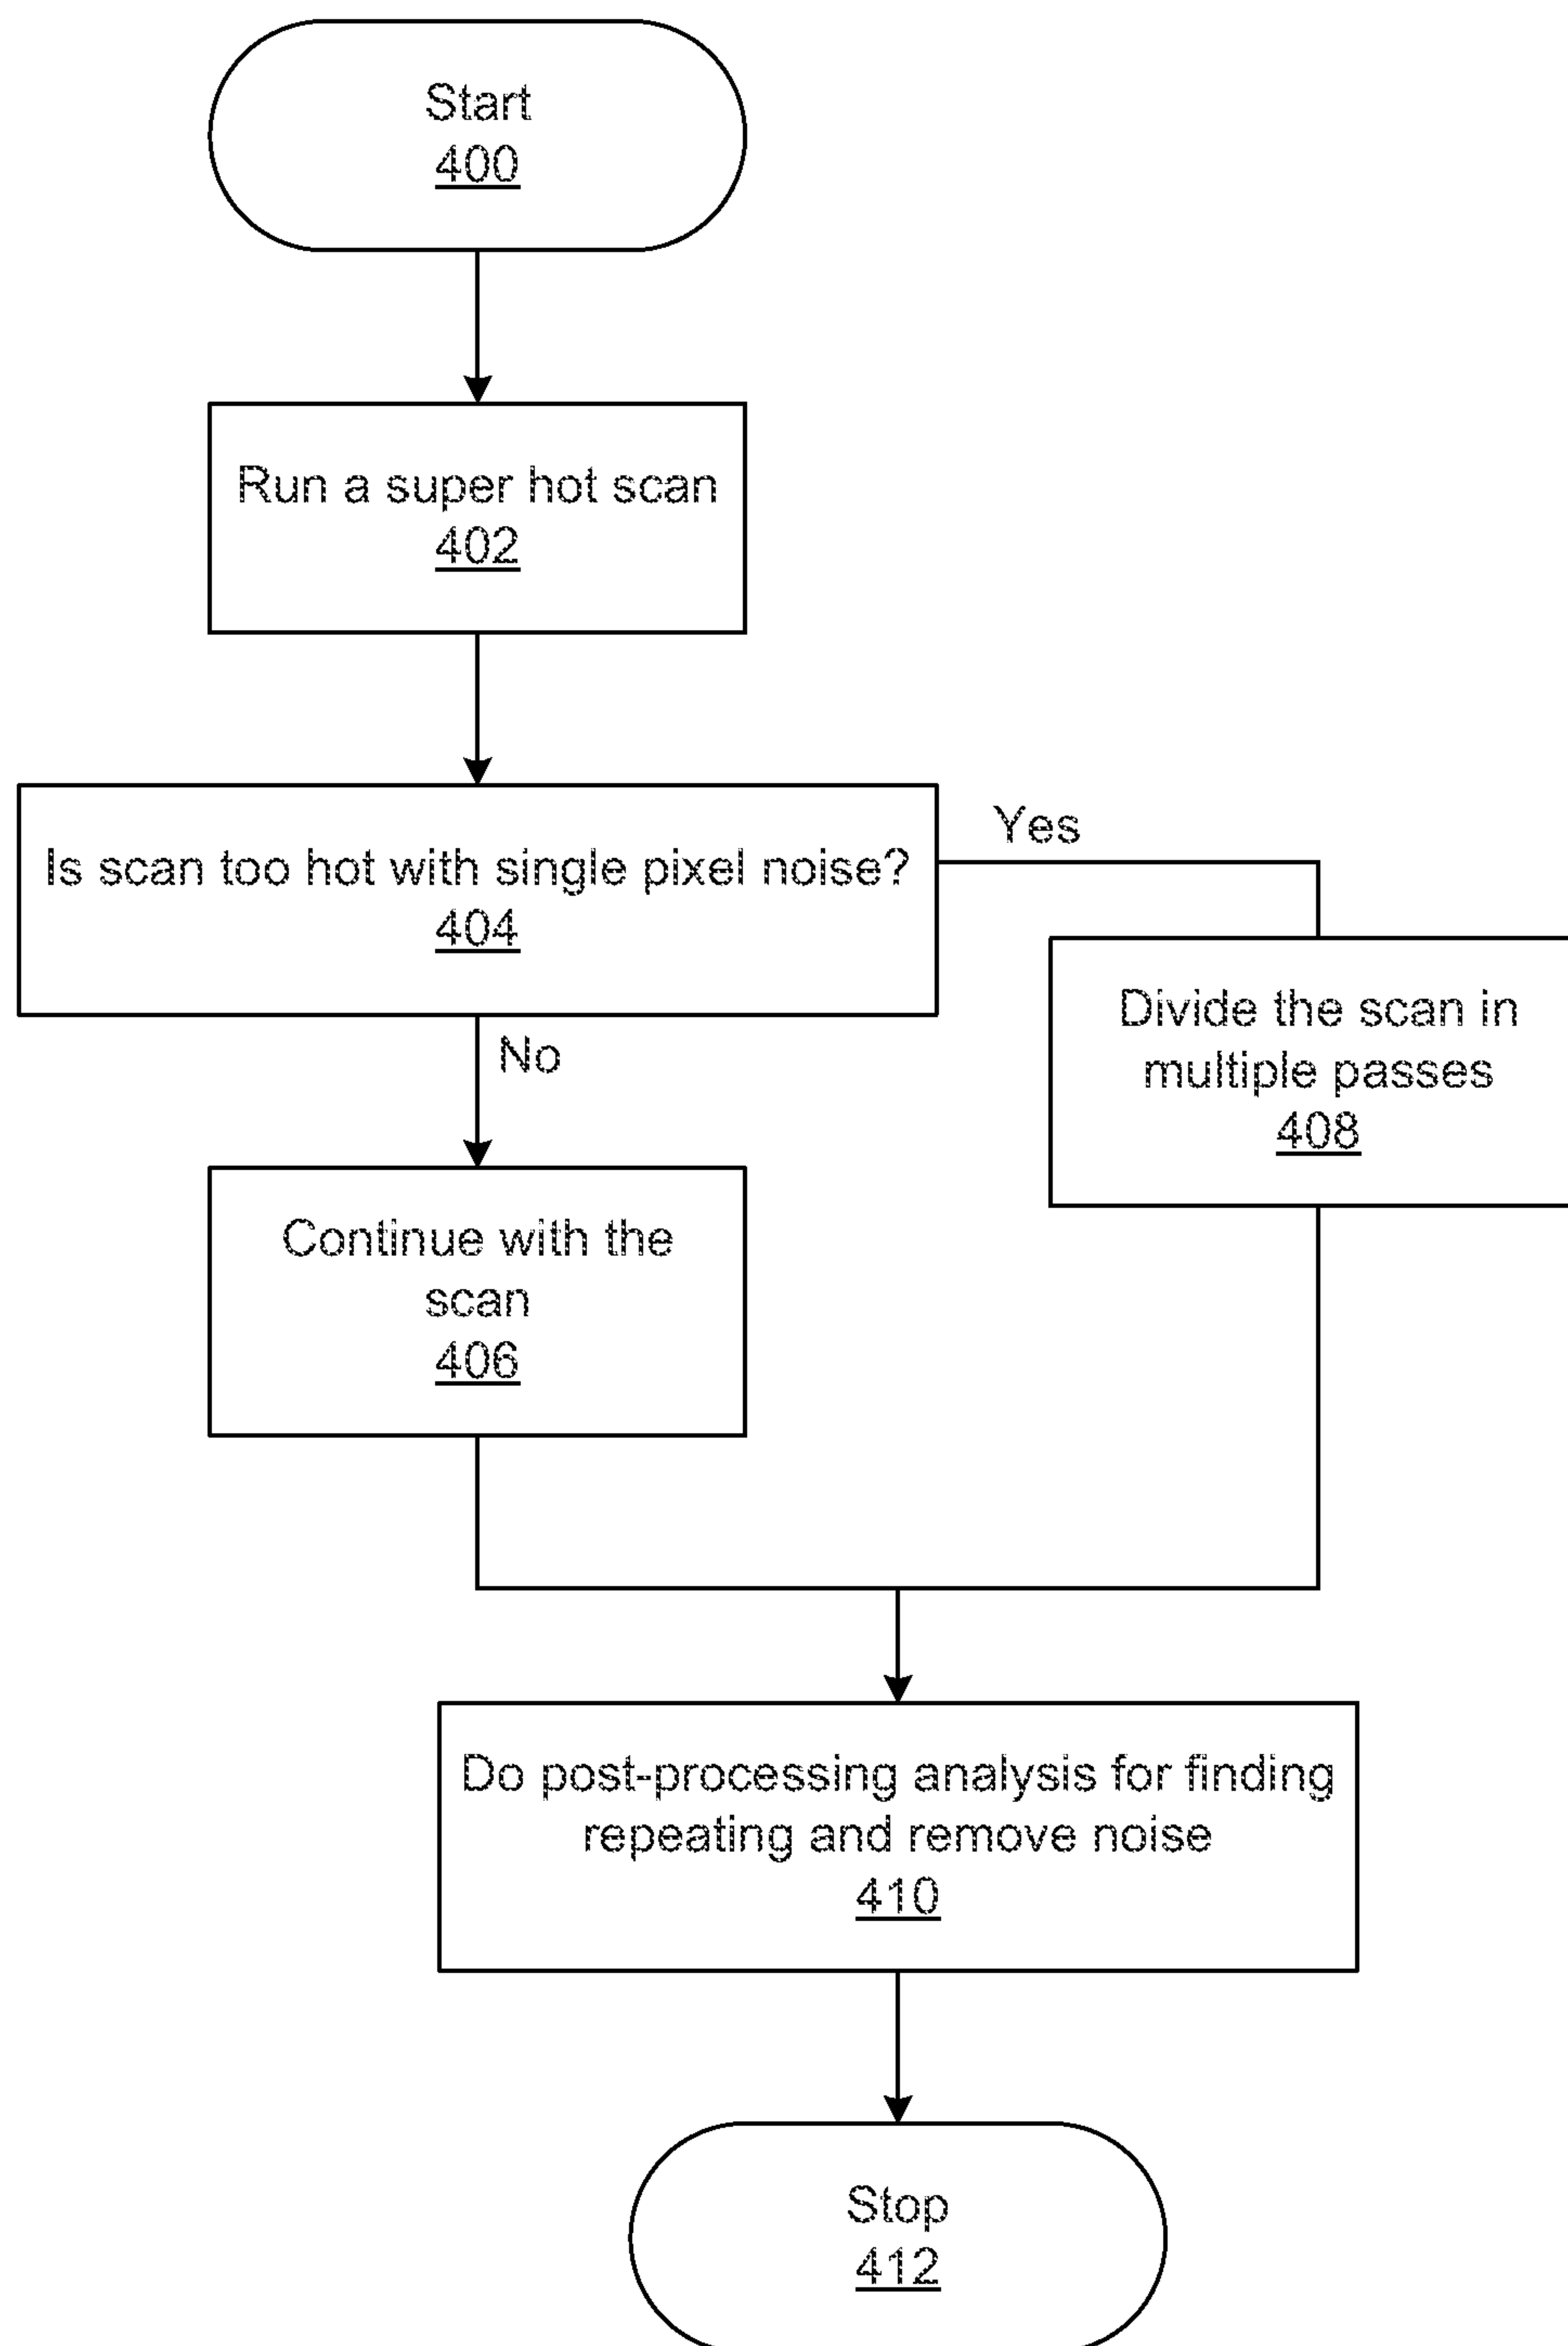 Start
400
Run a super hot scan
402
Is scan too hot with single pixel noise?
404
Yes
No
Divide the scan in
multiple passes
408
Continue with the
scan
406
Do post-processing analysis for finding
repeating and remove noise
410
Stop
412